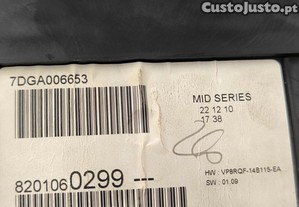 CustoJusto.pt
7DGA006653
MID SERIES
22 12 10
17 38
8201060299---
HW : VP8RQF-14B115-EA
SW : 01.09